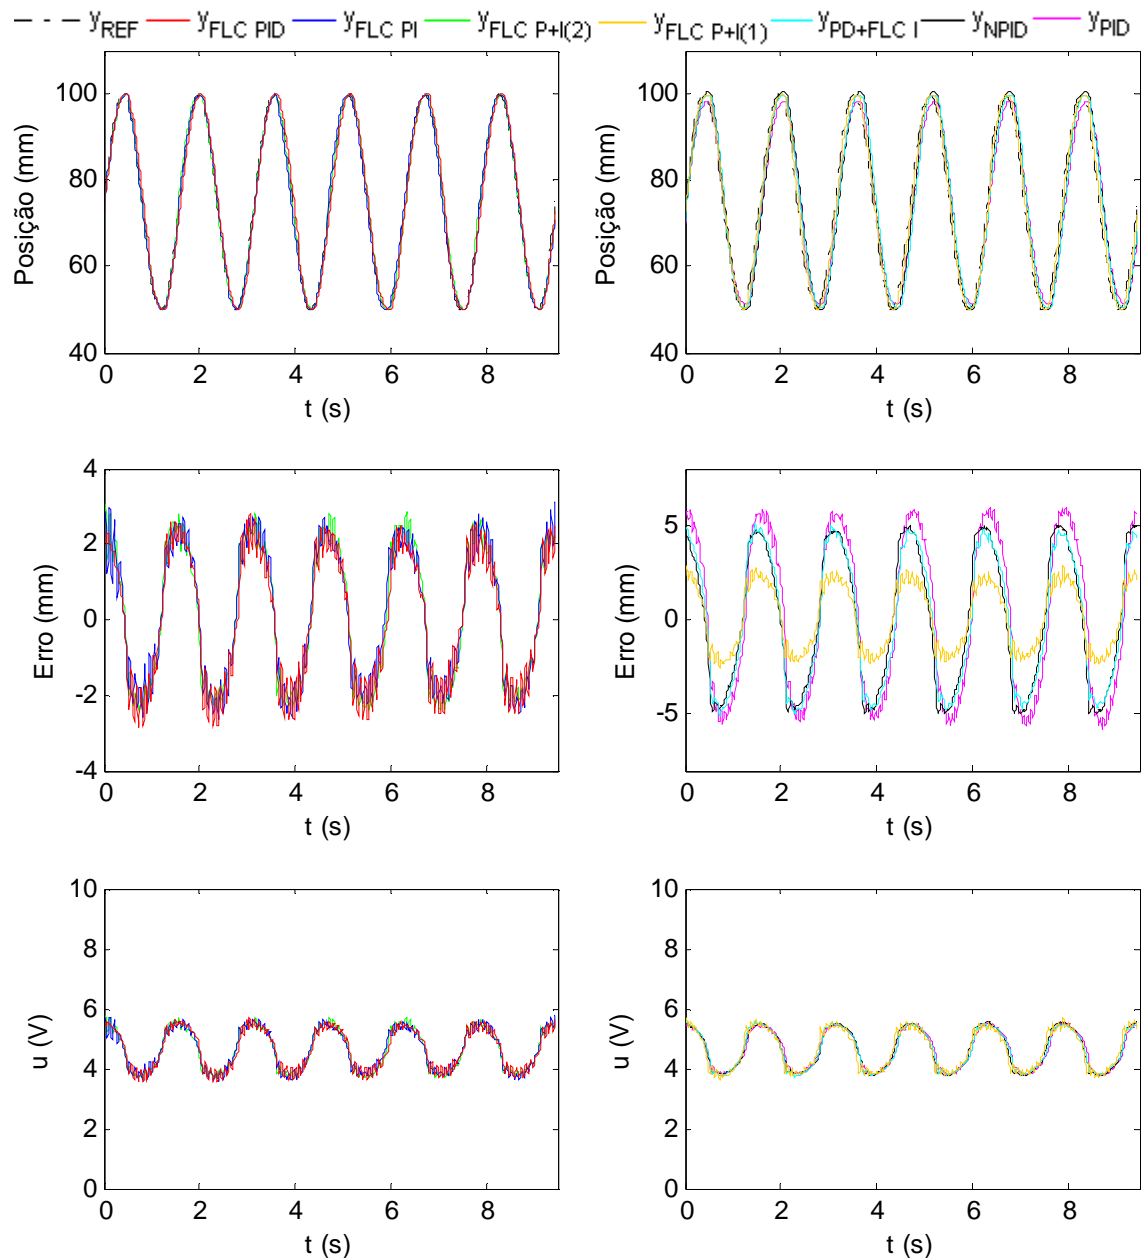 yREF yFLC PID yFLC PI yFLC P+I(2) yFLC P+I(1) yPD+FLC I yNPID yPID
100
80
60
40
Posição (mm)
0 2 4 6 8
t (s)
100
80
60
40
Posição (mm)
0 2 4 6 8
t (s)
4
2
0
-2
-4
Erro (mm)
0 2 4 6 8
t (s)
5
0
-5
Erro (mm)
0 2 4 6 8
t (s)
10
8
6
4
2
0
u (V)
0 2 4 6 8
t (s)
10
8
6
4
2
0
u (V)
0 2 4 6 8
t (s)